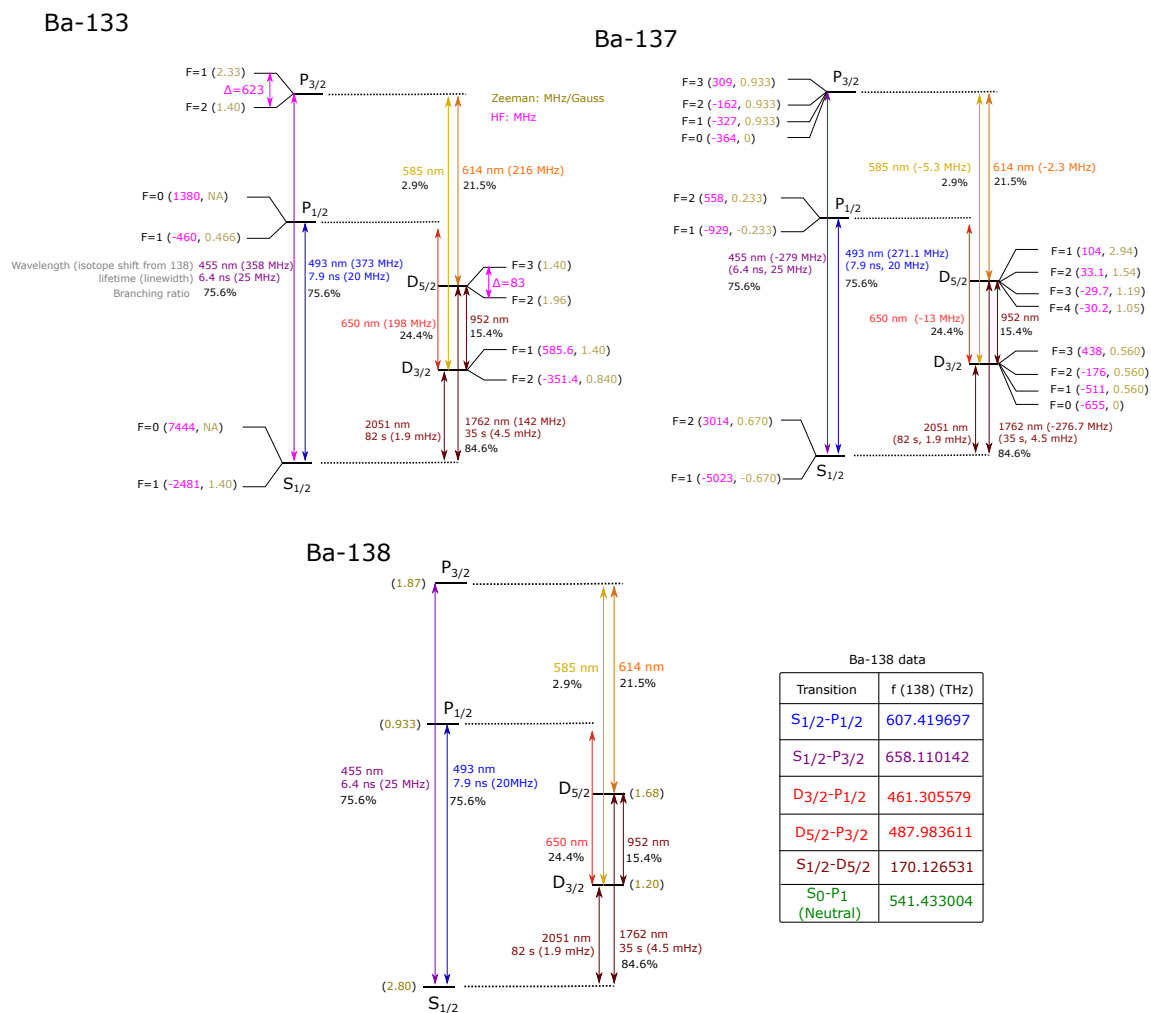 Ba-133
F=1 (2.33)
Δ=623
F=2 (1.40)
P3/2
Zeeman: MHz/Gauss
HF: MHz
585 nm
2.9%
614 nm (216 MHz)
21.5%
F=0 (1380, NA)
P1/2
F=1 (-460, 0.466)
Wavelength (isotope shift from 138)
lifetime (linewidth)
Branching ratio
455 nm (358 MHz)
6.4 ns (25 MHz)
75.6%
493 nm (373 MHz)
7.9 ns (20 MHz)
75.6%
D5/2
F=3 (1.40)
Δ=83
F=2 (1.96)
650 nm (198 MHz)
24.4%
952 nm
15.4%
D3/2
F=1 (585.6, 1.40)
F=2 (-351.4, 0.840)
2051 nm
82 s (1.9 mHz)
1762 nm (142 MHz)
35 s (4.5 mHz)
84.6%
F=0 (7444, NA)
F=1 (-2481, 1.40)
S1/2
Ba-137
F=3 (309, 0.933)
F=2 (-162, 0.933)
F=1 (-327, 0.933)
F=0 (-364, 0)
P3/2
585 nm (-5.3 MHz)
2.9%
614 nm (-2.3 MHz)
21.5%
F=2 (558, 0.233)
P1/2
F=1 (-929, -0.233)
455 nm (-279 MHz)
(6.4 ns, 25 MHz)
75.6%
493 nm (271.1 MHz)
(7.9 ns, 20 MHz)
75.6%
D5/2
F=1 (104, 2.94)
F=2 (33.1, 1.54)
F=3 (-29.7, 1.19)
F=4 (-30.2, 1.05)
650 nm (-13 MHz)
24.4%
952 nm
15.4%
D3/2
F=3 (438, 0.560)
F=2 (-176, 0.560)
F=1 (-511, 0.560)
F=0 (-655, 0)
2051 nm
(82 s, 1.9 mHz)
1762 nm (-276.7 MHz)
(35 s, 4.5 mHz)
84.6%
F=2 (3014, 0.670)
F=1 (-5023, -0.670)
S1/2
Ba-138
P3/2
(1.87)
585 nm
2.9%
614 nm
21.5%
P1/2
(0.933)
455 nm
6.4 ns (25 MHz)
75.6%
493 nm
7.9 ns (20MHz)
75.6%
D5/2
(1.68)
650 nm
24.4%
952 nm
15.4%
D3/2
(1.20)
2051 nm
82 s (1.9 mHz)
1762 nm
35 s (4.5 mHz)
84.6%
(2.80)
S1/2
Ba-138 data
Transition f (138) (THz)
S1/2-P1/2 607.419697
S1/2-P3/2 658.110142
D3/2-P1/2 461.305579
D5/2-P3/2 487.983611
S1/2-D5/2 170.126531
S0-P1 (Neutral) 541.433004